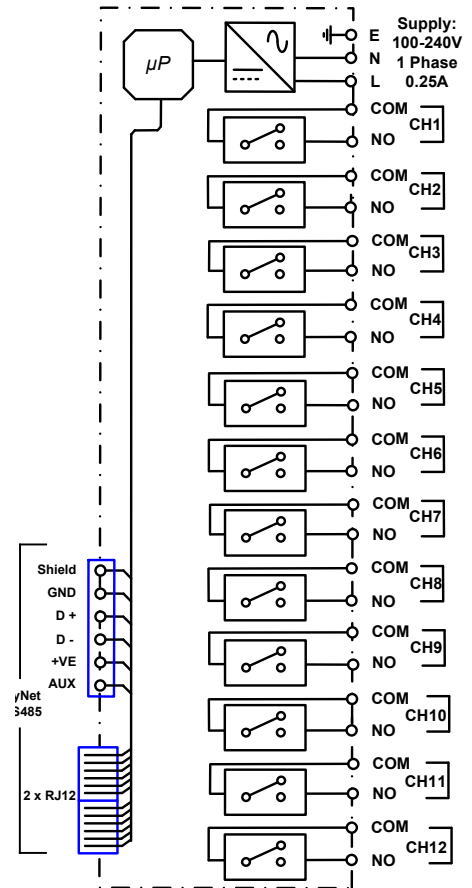 µP
E
N
L
Supply:
100-240V
1 Phase
0.25A
COM
CH1
NO
COM
CH2
NO
COM
CH3
NO
COM
CH4
NO
COM
CH5
NO
COM
CH6
NO
COM
CH7
NO
COM
CH8
NO
COM
CH9
NO
COM
CH10
NO
COM
CH11
NO
COM
CH12
NO
Shield
GND
D +
D -
+VE
AUX
2 x RJ12